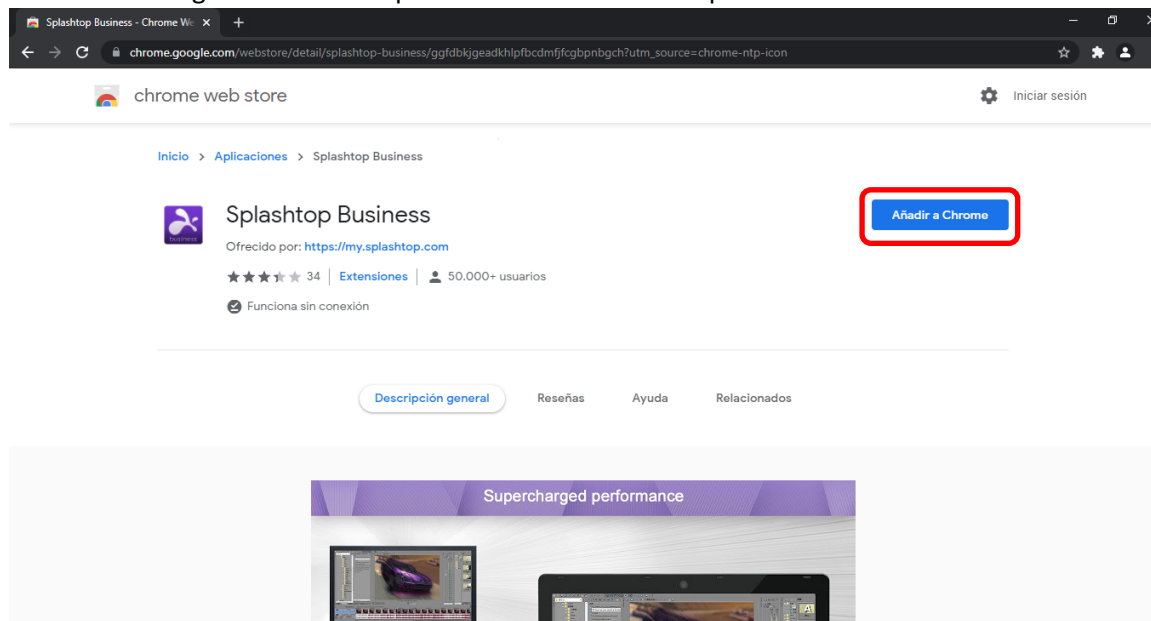 Splashtop Business - Chrome We
chrome.google.com/webstore/detail/splashtop-business/ggfdbkjgeadkhlpfbcdmfjfcgbpnbgch?utm_source=chrome-ntp-icon
chrome web store
Iniciar sesión
Inicio > Aplicaciones > Splashtop Business
Splashtop Business
Añadir a Chrome
business
Ofrecido por: https://my.splashtop.com
34 | Extensiones | 50.000+ usuarios
Funciona sin conexión
Descripción general Reseñas Ayuda Relacionados
Supercharged performance